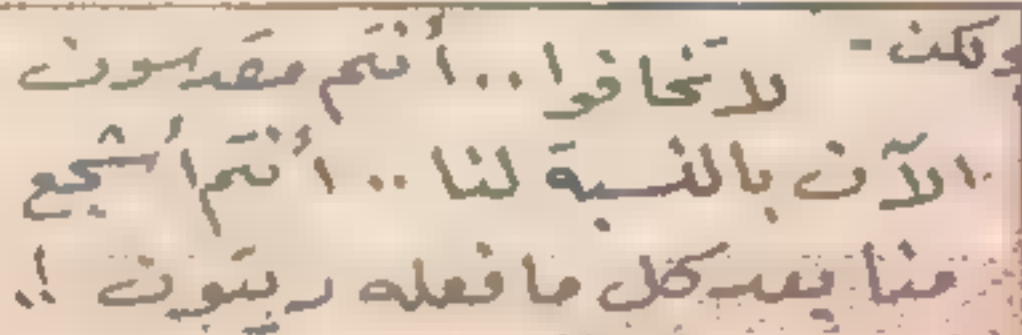 ولكن - لا تخافوا .. أنتم مقدسون
الآن بالنسبة لنا .. أنتم أشجع
منا بعد كل ما فعله ريتون !!